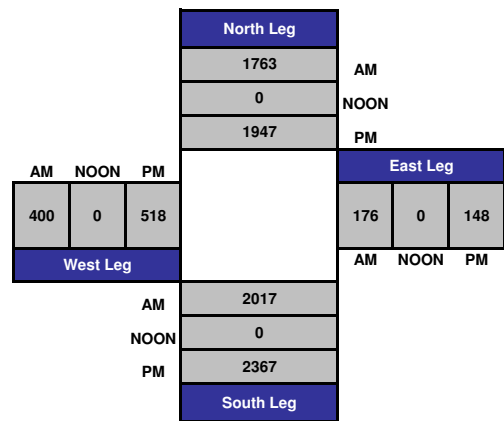 North Leg
1763 AM
0 NOON
1947 PM
AM NOON PM East Leg
400 0 518 176 0 148
West Leg AM NOON PM
AM 2017
NOON 0
PM 2367
South Leg